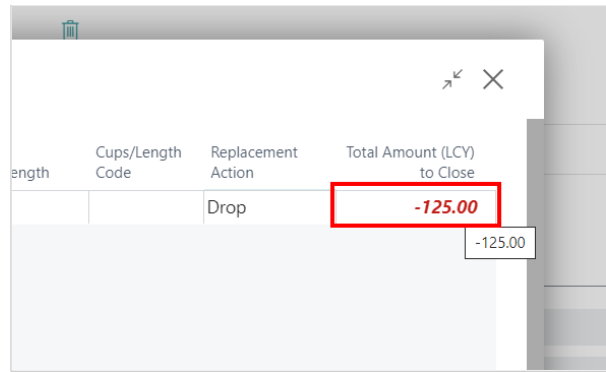 Cups/Length Replacement Total Amount (LCY)
ength Code Action to Close
Drop -125.00
-125.00